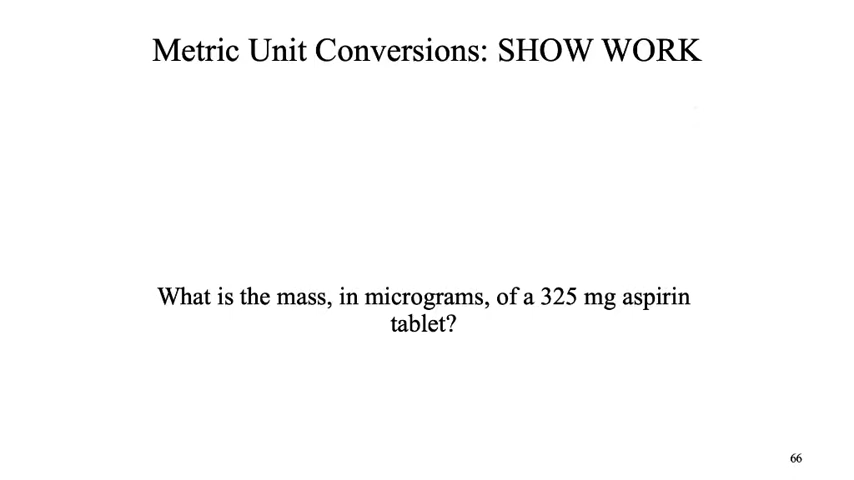 Metric Unit Conversions: SHOW WORK
What is the mass, in micrograms, of a 325 mg aspirin
tablet?
66